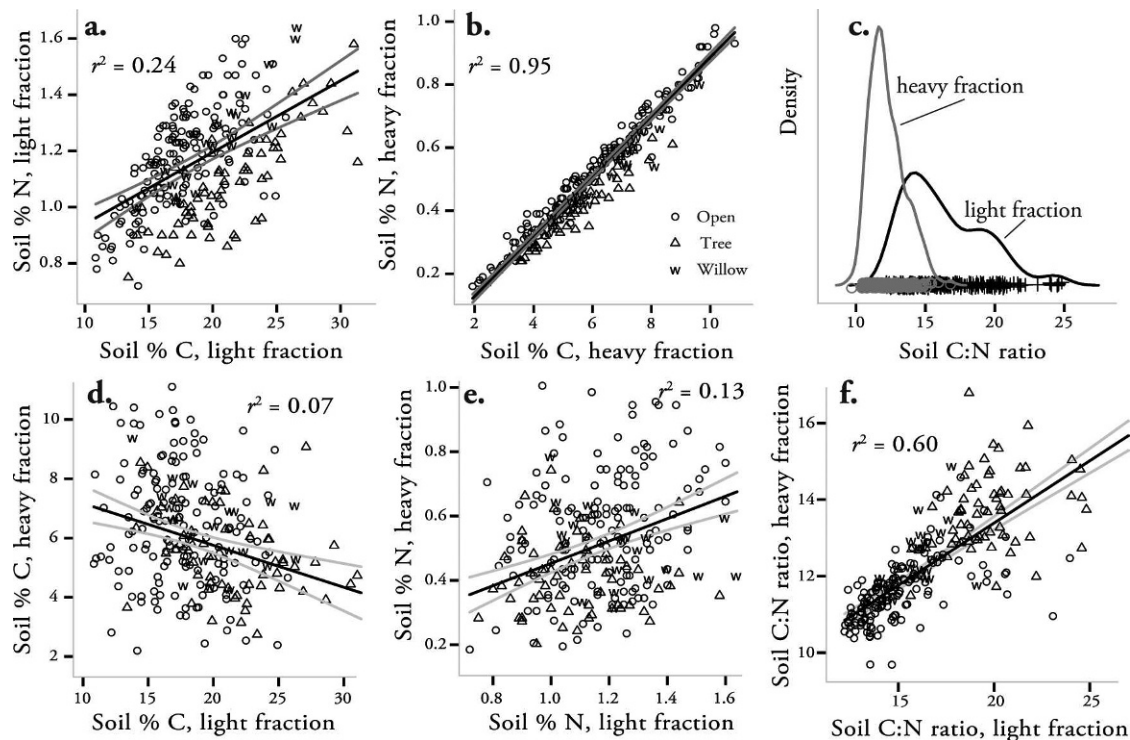 a.
r² = 0.24
Soil % N, light fraction
1.6
1.4
1.2
1.0
0.8
10 15 20 25 30
Soil % C, light fraction
b.
r² = 0.95
Soil % N, heavy fraction
1.0
0.8
0.6
0.4
0.2
Open
Tree
w Willow
2 4 6 8 10
Soil % C, heavy fraction
c.
Density
heavy fraction
light fraction
10 15 20 25
Soil C:N ratio
d.
r² = 0.07
Soil % C, heavy fraction
10
8
6
4
2
10 15 20 25 30
Soil % C, light fraction
e.
r² = 0.13
Soil % N, heavy fraction
1.0
0.8
0.6
0.4
0.2
0.8 1.0 1.2 1.4 1.6
Soil % N, light fraction
f.
r² = 0.60
Soil C:N ratio, heavy fraction
16
14
12
10
15 20 25
Soil C:N ratio, light fraction